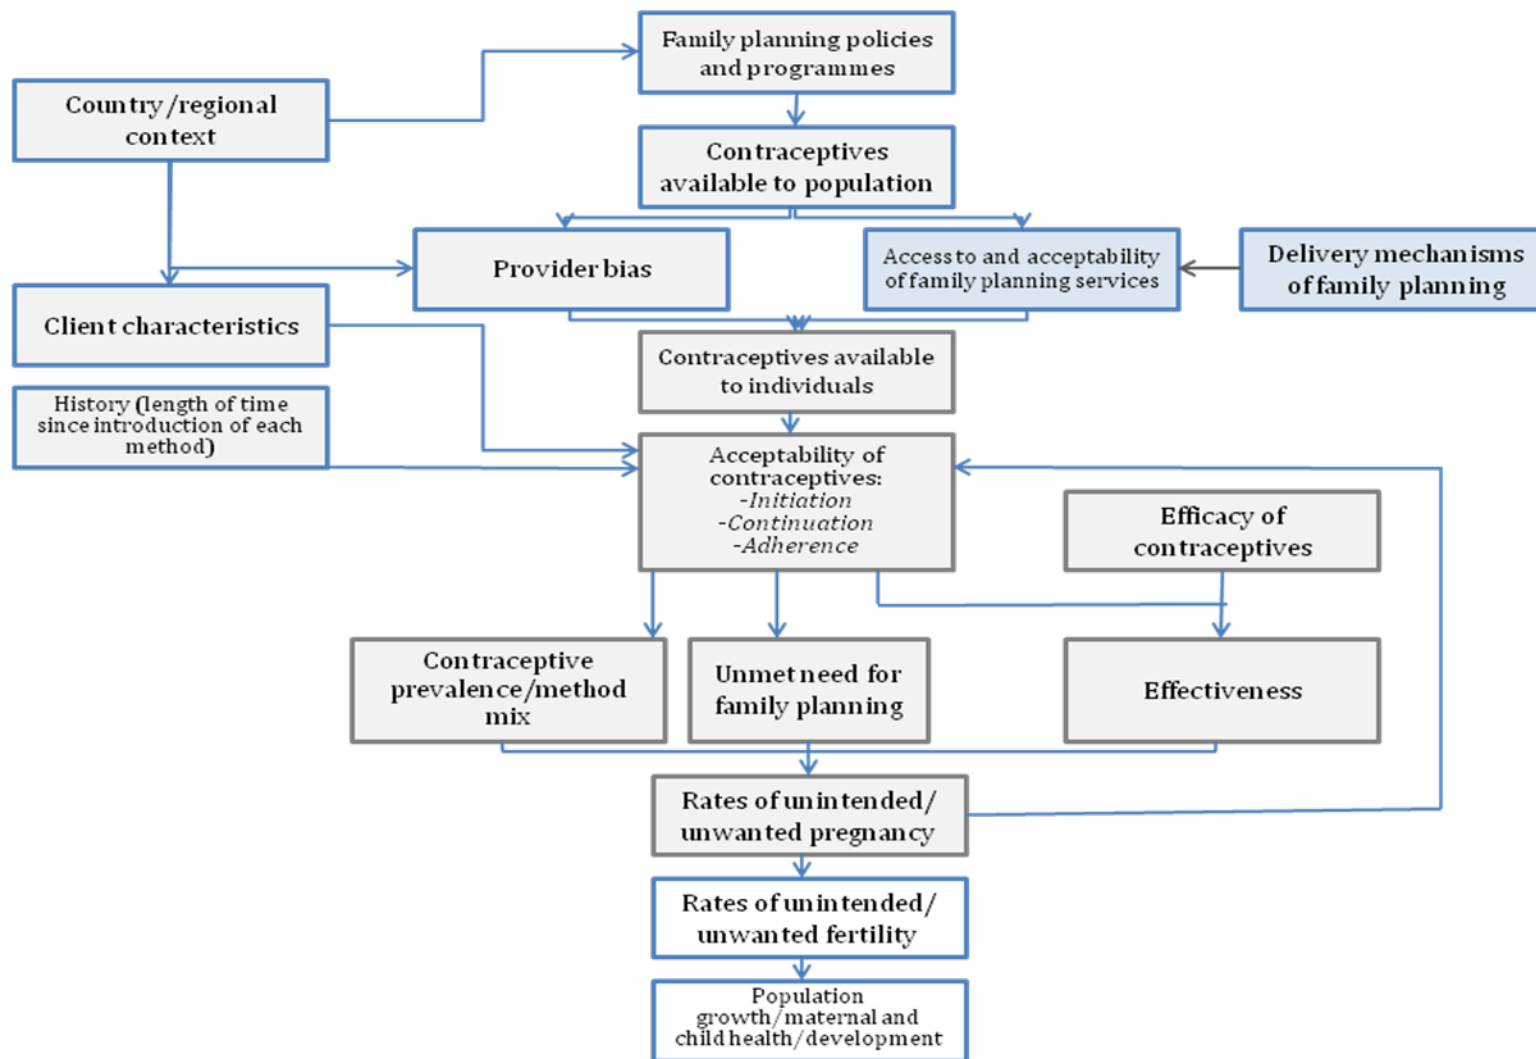 Family planning policies
and programmes
Country/regional
context
Contraceptives
available to population
Provider bias
Access to and acceptability
of family planning services
Delivery mechanisms
of family planning
Client characteristics
Contraceptives available
to individuals
History (length of time
since introduction of each
method)
Acceptability of
contraceptives:
-Initiation
-Continuation
-Adherence
Efficacy of
contraceptives
Contraceptive
prevalence/method
mix
Unmet need for
family planning
Effectiveness
Rates of unintended/
unwanted pregnancy
Rates of unintended/
unwanted fertility
Population
growth/maternal and
child health/development